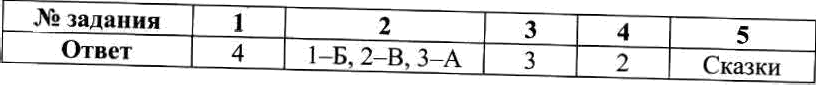 № задания 1 2 3 4 5
Ответ 4 1–Б, 2–В, 3–А 3 2 Сказки